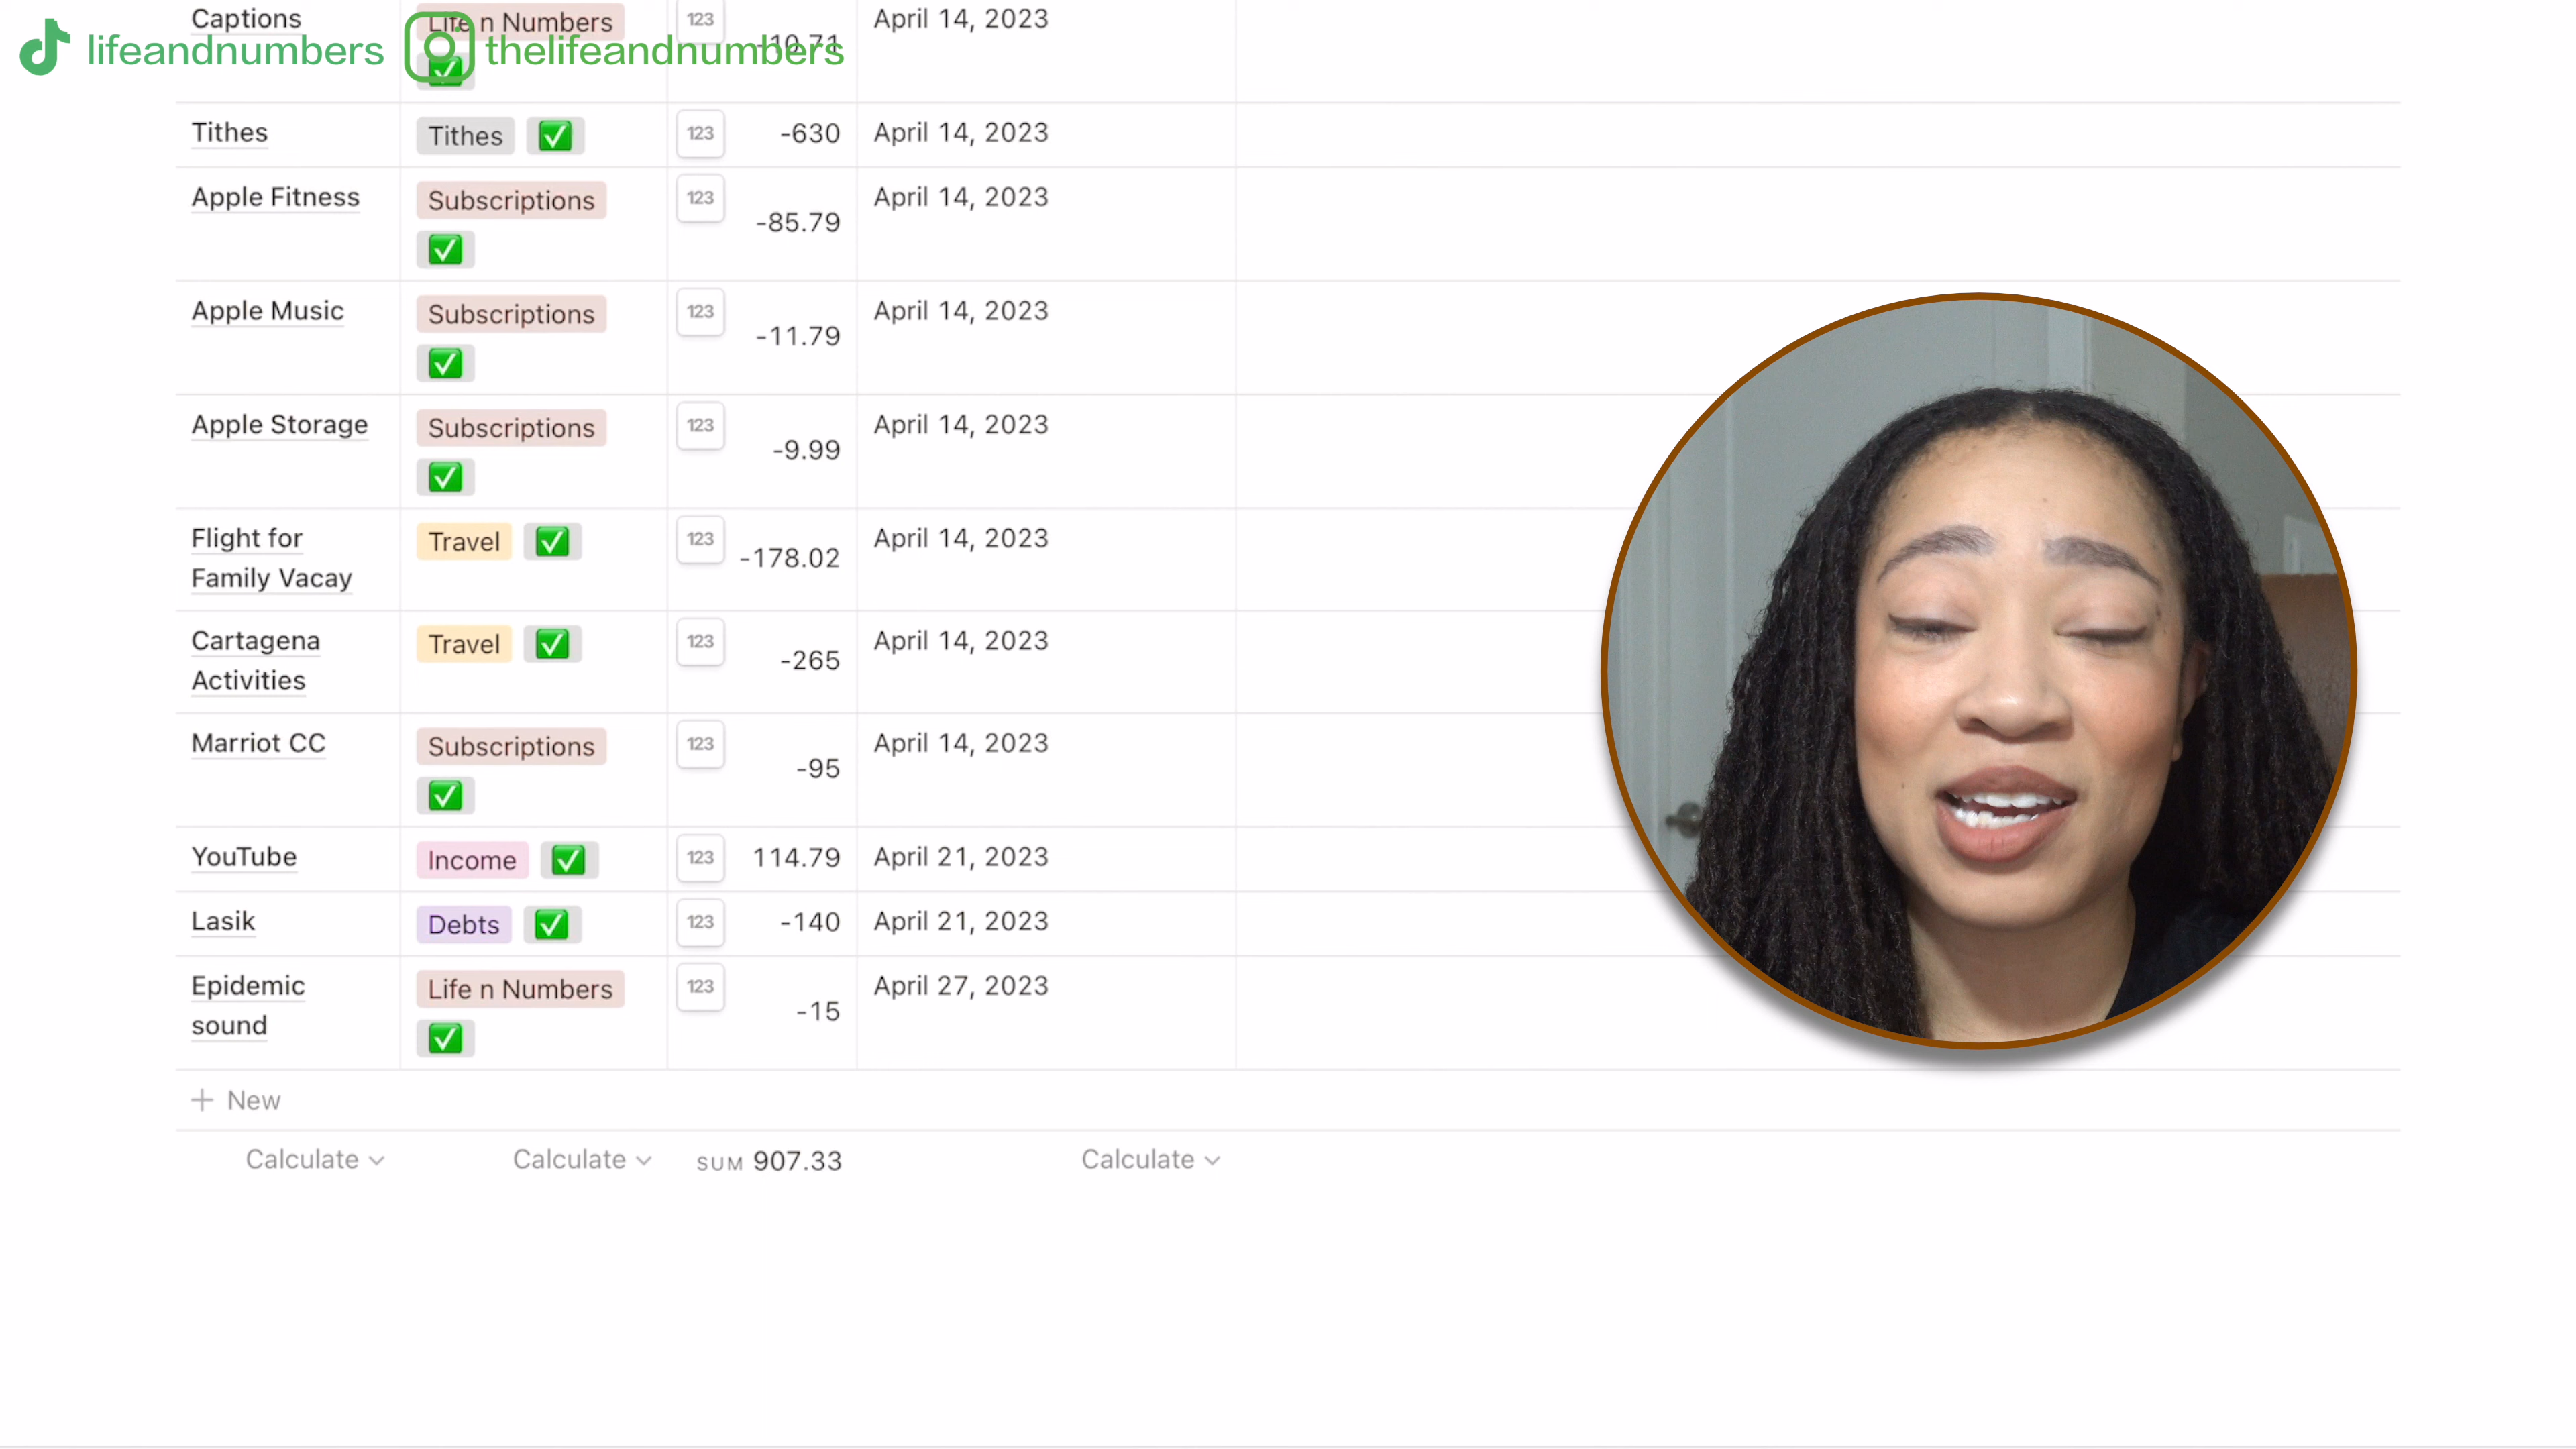 Captions Life n Numbers 123 -10.71 April 14, 2023
lifeandnumbers thelifeandnumbers
Tithes Tithes 123 -630 April 14, 2023
Apple Fitness Subscriptions 123 -85.79 April 14, 2023
Apple Music Subscriptions 123 -11.79 April 14, 2023
Apple Storage Subscriptions 123 -9.99 April 14, 2023
Flight for Travel 123 -178.02 April 14, 2023
Family Vacay
Cartagena Travel 123 -265 April 14, 2023
Activities
Marriot CC Subscriptions 123 -95 April 14, 2023
YouTube Income 123 114.79 April 21, 2023
Lasik Debts 123 -140 April 21, 2023
Epidemic Life n Numbers 123 -15 April 27, 2023
sound
+ New
Calculate Calculate SUM 907.33 Calculate